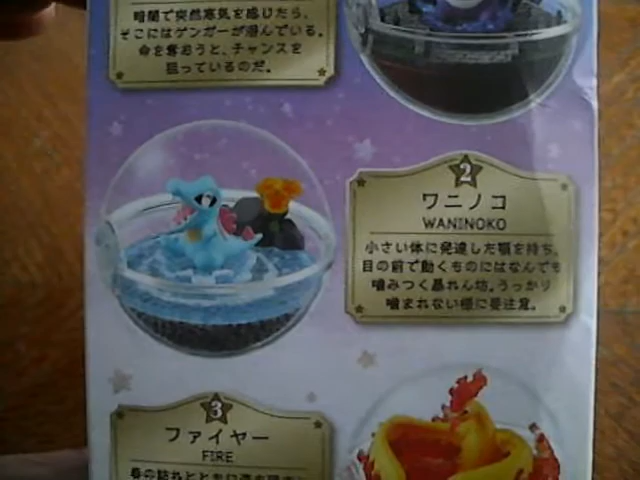 暗闇で突然寒気を感じたら、
そこにはゲンガーが潜んでいる。
命を奪おうと、チャンスを
狙っているのだ。
2
ワニノコ
WANINOKO
小さい体に発達した顎を持ち、
目の前で動くものにはなんでも
噛みつく暴れん坊。うっかり
噛まれない様に要注意。
3
ファイヤー
FIRE